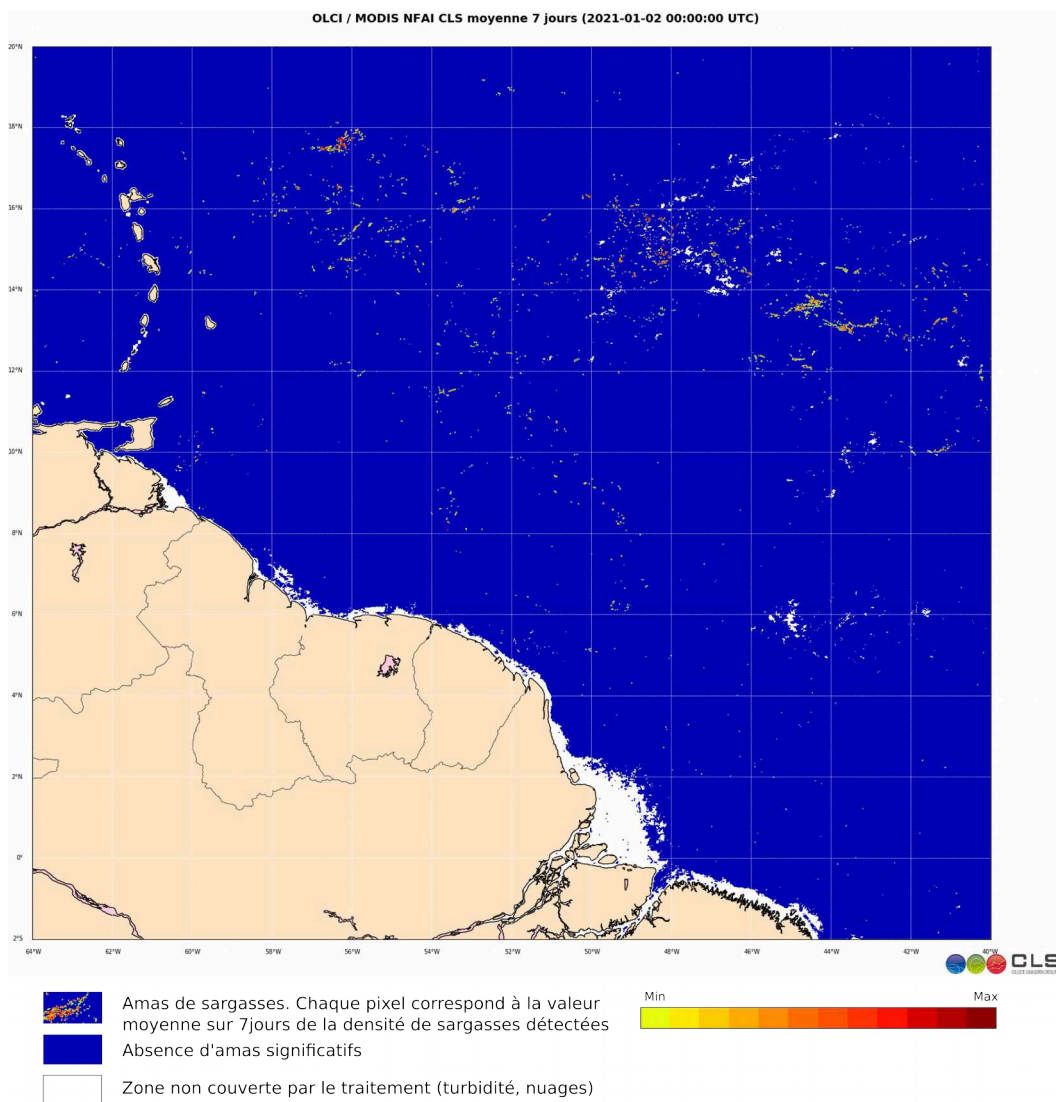 OLCI / MODIS NFAI CLS moyenne 7 jours (2021-01-02 00:00:00 UTC)
20°N
18°N
16°N
14°N
12°N
10°N
8°N
6°N
4°N
2°N
0°
2°S
64°W 62°W 60°W 58°W 56°W 54°W 52°W 50°W 48°W 46°W 44°W 42°W 40°W
CLS
Amas de sargasses. Chaque pixel correspond à la valeur
moyenne sur 7jours de la densité de sargasses détectées
Min Max
Absence d'amas significatifs
Zone non couverte par le traitement (turbidité, nuages)